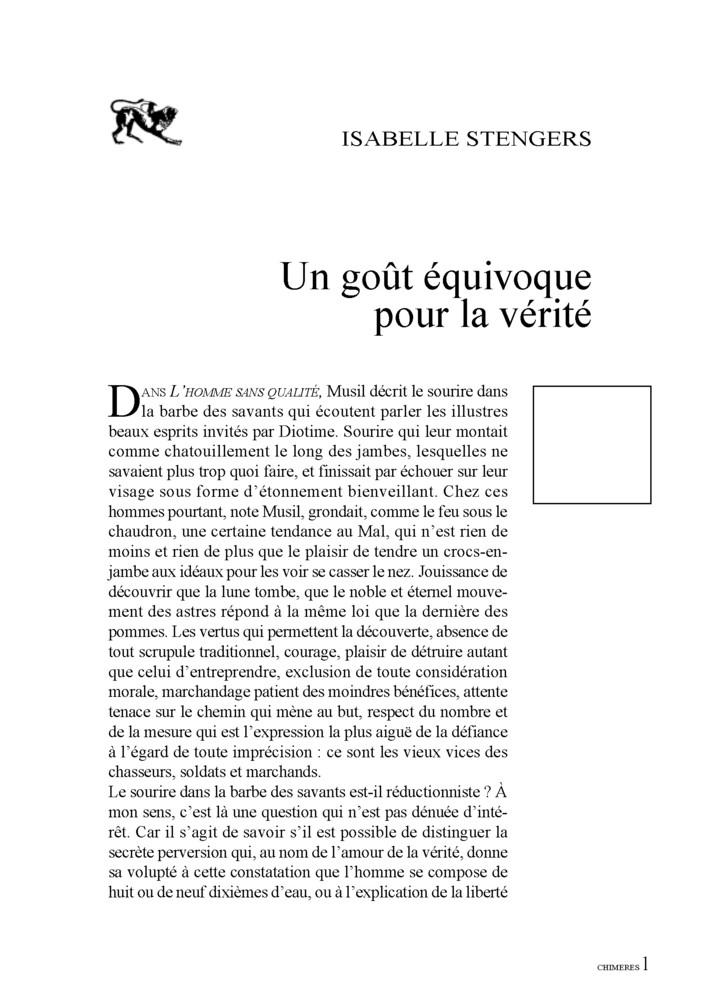 ISABELLE STENGERS
Un goût équivoque
pour la vérité
DANS L’HOMME SANS QUALITÉ, Musil décrit le sourire dans
la barbe des savants qui écoutent parler les illustres
beaux esprits invités par Diotime. Sourire qui leur montait
comme chatouillement le long des jambes, lesquelles ne
savaient plus trop quoi faire, et finissait par échouer sur leur
visage sous forme d’étonnement bienveillant. Chez ces
hommes pourtant, note Musil, grondait, comme le feu sous le
chaudron, une certaine tendance au Mal, qui n’est rien de
moins et rien de plus que le plaisir de tendre un crocs-en-
jambe aux idéaux pour les voir se casser le nez. Jouissance de
découvrir que la lune tombe, que le noble et éternel mouve-
ment des astres répond à la même loi que la dernière des
pommes. Les vertus qui permettent la découverte, absence de
tout scrupule traditionnel, courage, plaisir de détruire autant
que celui d’entreprendre, exclusion de toute considération
morale, marchandage patient des moindres bénéfices, attente
tenace sur le chemin qui mène au but, respect du nombre et
de la mesure qui est l’expression la plus aiguë de la défiance
à l’égard de toute imprécision : ce sont les vieux vices des
chasseurs, soldats et marchands.
Le sourire dans la barbe des savants est-il réductionniste ? À
mon sens, c’est là une question qui n’est pas dénuée d’inté-
rêt. Car il s’agit de savoir s’il est possible de distinguer la
secrète perversion qui, au nom de l’amour de la vérité, donne
sa volupté à cette constatation que l’homme se compose de
huit ou de neuf dixièmes d’eau, ou à l’explication de la liberté
CHIMERES 1